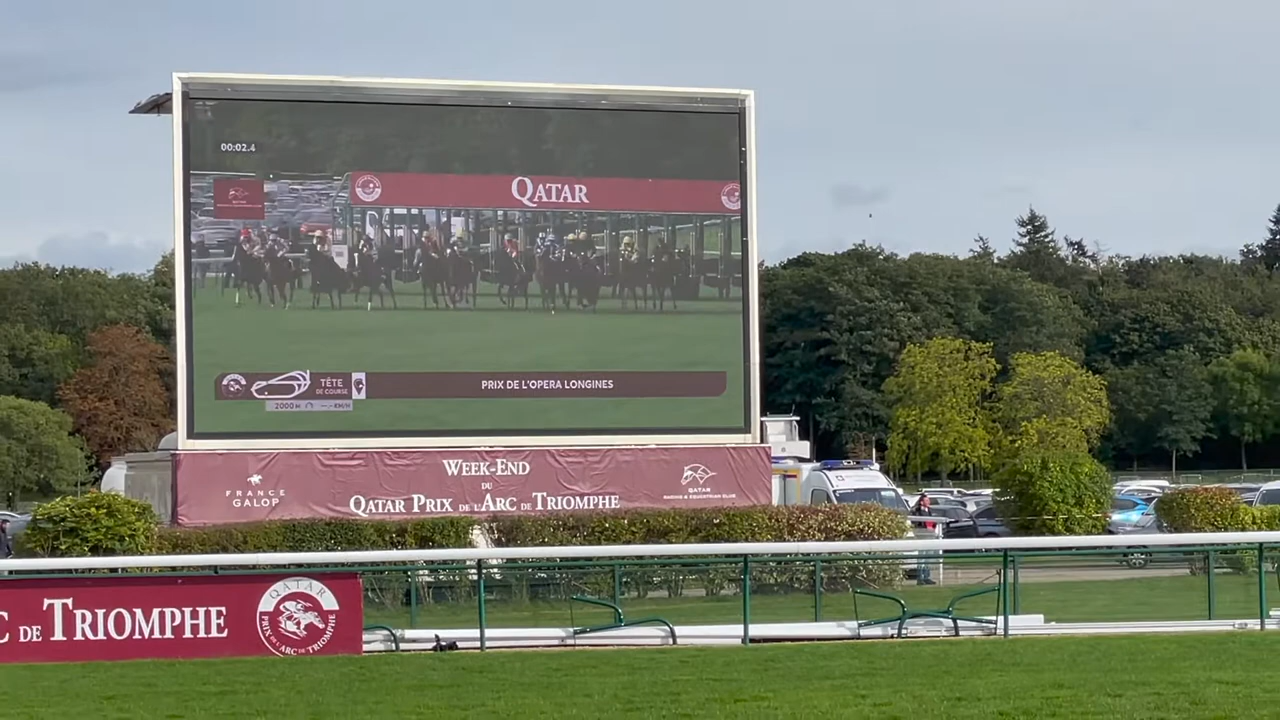 00:02.4
QATAR
TÊTE
DE COURSE
PRIX DE L'OPERA LONGINES
2000 M
KM/H
WEEK-END
DU
QATAR PRIX DE L'ARC DE TRIOMPHE
FRANCE
GALOP
QATAR
RACING & EQUESTRIAN CLUB
C DE TRIOMPHE
QATAR
PRIX DE L'ARC DE TRIOMPHE